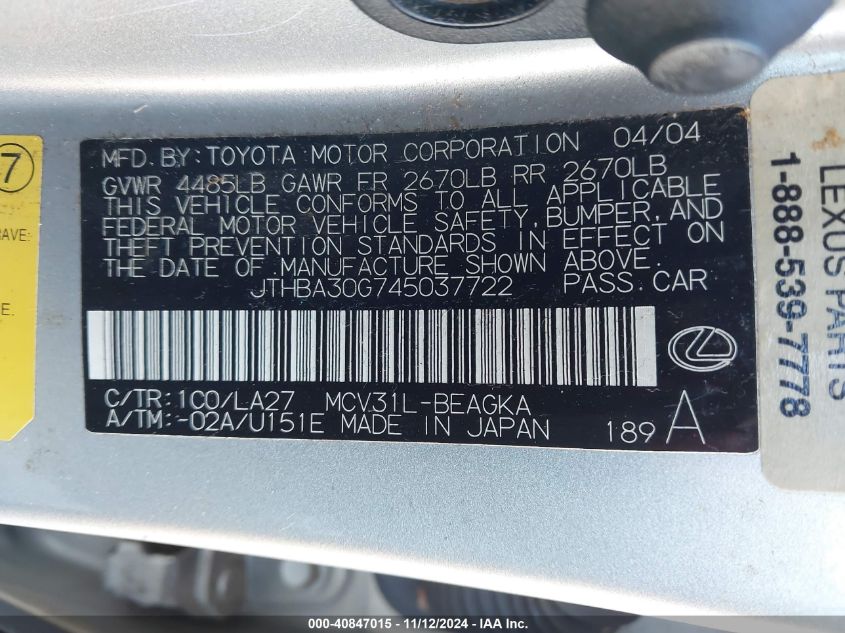 7
RAVE:
MFD. BY: TOYOTA MOTOR CORPORATION 04/04
GVWR 4485LB GAWR FR 2670LB RR 2670LB
THIS VEHICLE CONFORMS TO ALL APPLICABLE
FEDERAL MOTOR VEHICLE SAFETY, BUMPER, AND
THEFT PREVENTION STANDARDS IN EFFECT ON
THE DATE OF MANUFACTURE SHOWN ABOVE.
JTHBA30G745037722 PASS. CAR
C/TR: 1C0/LA27 MCV31L-BEAGKA
A/TM:-02A/U151E MADE IN JAPAN 189 A
LEXUS PARTS
1-888-539-7778
000-40847015 - 11/12/2024 - IAA Inc.